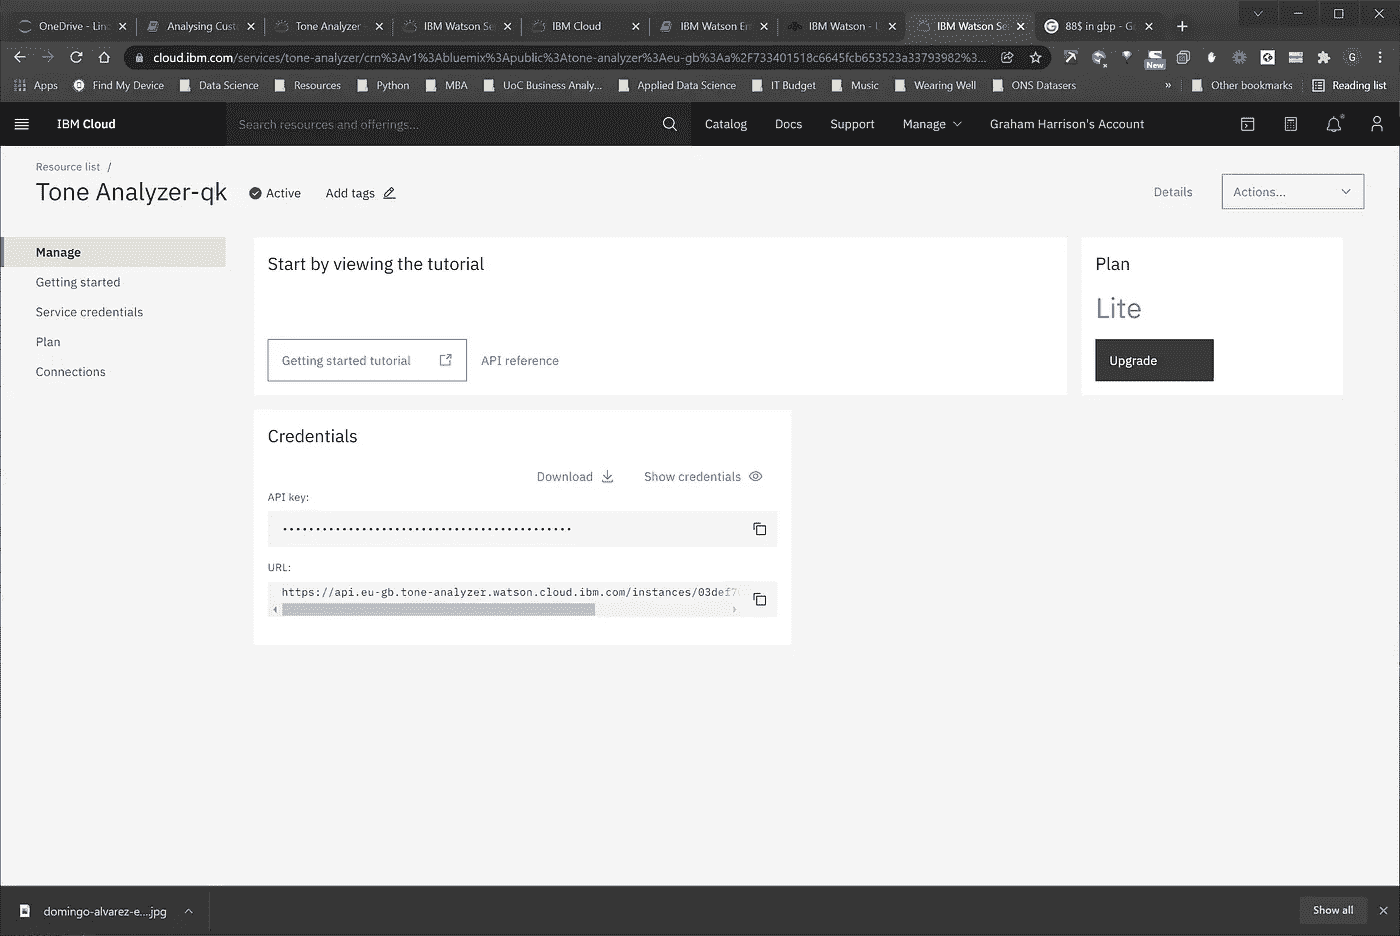 OneDrive - Linc
Analysing Cust
Tone Analyzer
IBM Watson Se
IBM Cloud
IBM Watson En
IBM Watson -
IBM Watson Se
88$ in gbp - G
cloud.ibm.com/services/tone-analyzer/crn%3Av1%3Abluemix%3Apublic%3Atone-analyzer%3Aeu-gb%3Aa%2F733401518c6645fcb653523a33793982%3...
New
G
Apps
Find My Device
Data Science
Resources
Python
MBA
UoC Business Analy...
Applied Data Science
IT Budget
Music
Wearing Well
ONS Datasers
»
Other bookmarks
Reading list
IBM Cloud
Search resources and offerings...
Catalog
Docs
Support
Manage
Graham Harrison's Account
Resource list /
Tone Analyzer-qk
Active
Add tags
Details
Actions...
Manage
Getting started
Service credentials
Plan
Connections
Start by viewing the tutorial
Getting started tutorial
API reference
Plan
Lite
Upgrade
Credentials
Download
Show credentials
API key:
URL:
https://api.eu-gb.tone-analyzer.watson.cloud.ibm.com/instances/03def7
domingo-alvarez-e....jpg
Show all